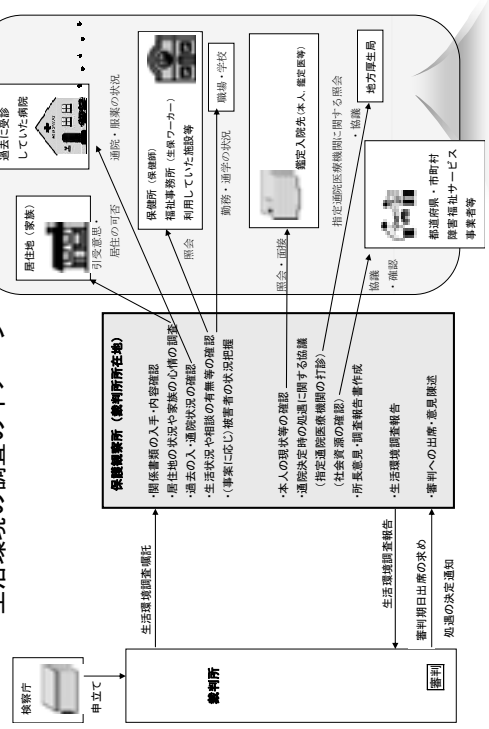 生活環境の調査のイメージ
検察庁
申立て
裁判所
審判
生活環境調査嘱託
生活環境調査報告
審判期日出席の求め
処遇の決定通知
保護観察所（裁判所所在地）
・関係書類の入手・内容確認
・居住地の状況や家族の心情の調査
・過去の入・通院状況の確認
・生活状況や相談の有無等の確認
・（事案に応じ）被害者の状況把握
・本人の現状等の確認
・通院決定時の処遇に関する協議
（指定通院医療機関の打診）
（社会資源の確認）
・所長意見・調査報告書作成
・生活環境調査報告
・審判への出席・意見陳述
居住地（家族）
引受意思・
居住の可否
過去に受診
していた病院
通院・服薬の状況
照会
保健所（保健師）
福祉事務所（生保ワーカー）
利用していた施設等
勤務・通学の状況
職場・学校
照会・面接
鑑定入院先（本人、鑑定医等）
指定通院医療機関に関する照会
・協議
地方厚生局
協議
・確認
都道府県・市町村
障害福祉サービス
事業者等